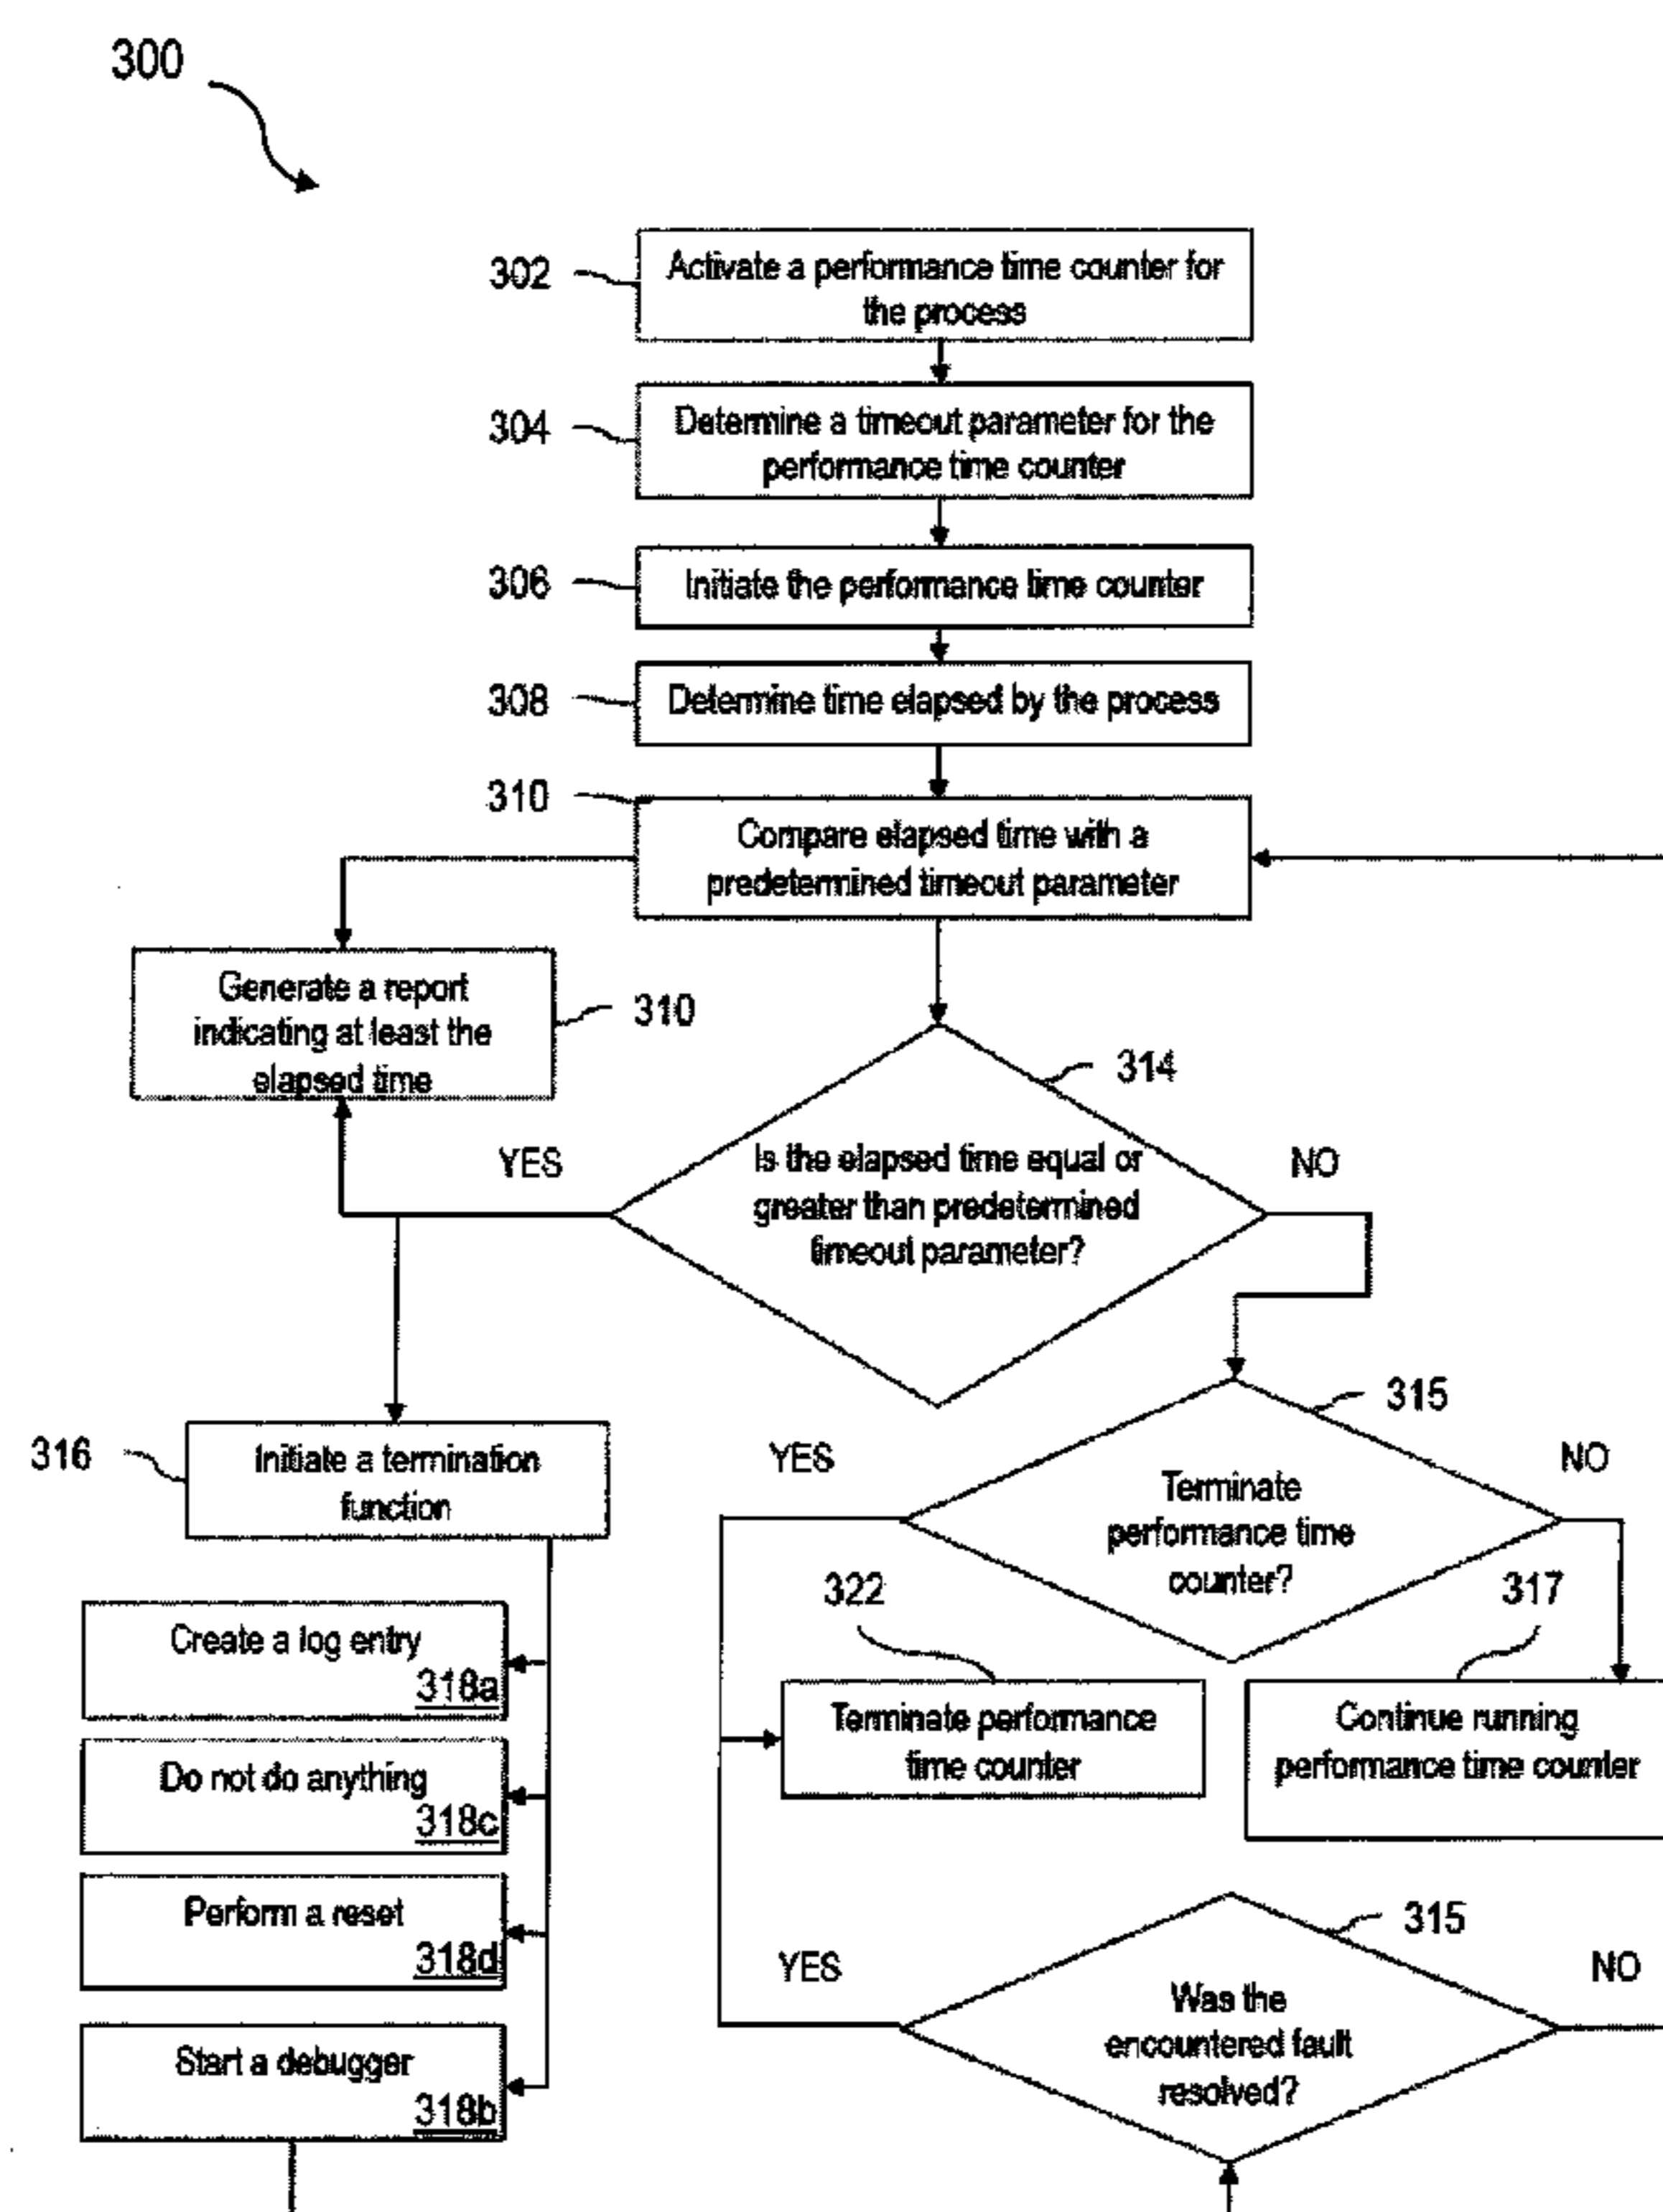 300
302
Activate a performance time counter for
the process
304
Determine a timeout parameter for the
performance time counter
306
Initiate the performance time counter
308
Determine time elapsed by the process
310
Compare elapsed time with a
predetermined timeout parameter
Generate a report
indicating at least the
elapsed time
310
314
YES
Is the elapsed time equal or
greater than predetermined
timeout parameter?
NO
315
316
Initiate a termination
function
YES
Terminate
performance time
counter?
NO
322
317
Create a log entry
318a
Terminate performance
time counter
Continue running
performance time counter
Do not do anything
318c
Perform a reset
318d
315
YES
Was the
encountered fault
resolved?
NO
Start a debugger
318b